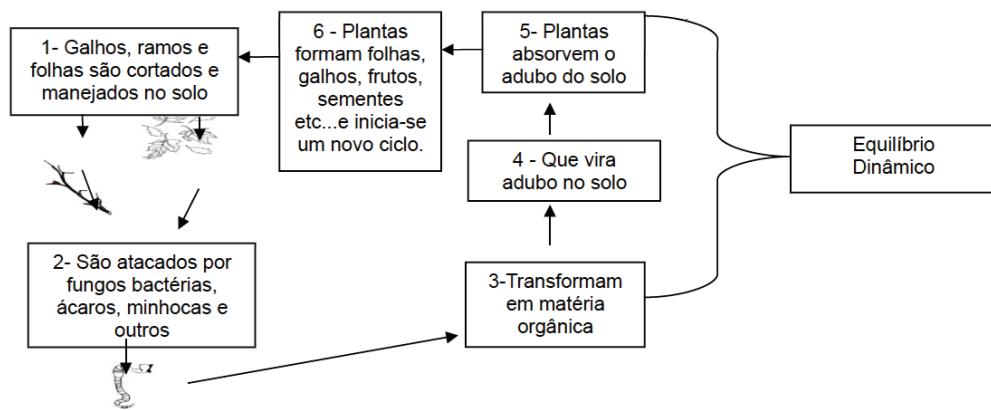 1- Galhos, ramos e
folhas são cortados e
manejados no solo
2- São atacados por
fungos bactérias,
ácaros, minhocas e
outros
3-Transformam
em matéria
orgânica
4 - Que vira
adubo no solo
5- Plantas
absorvem o
adubo do solo
6 - Plantas
formam folhas,
galhos, frutos,
sementes
etc...e inicia-se
um novo ciclo.
Equilíbrio
Dinâmico